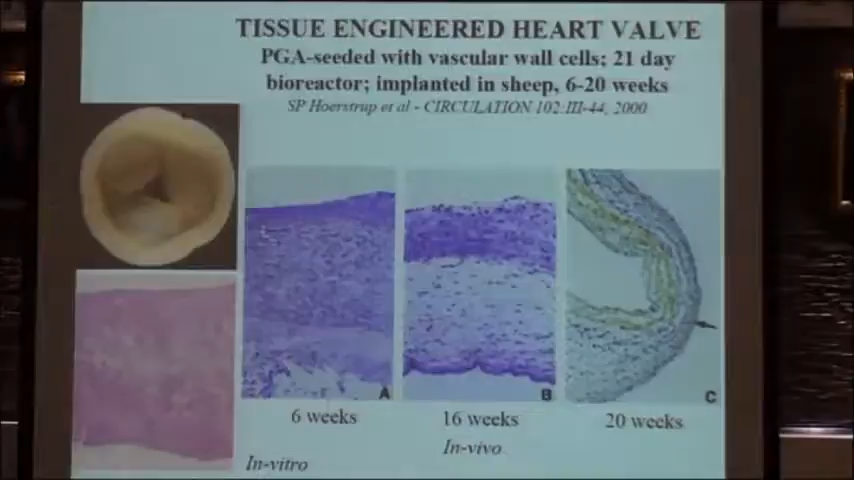 TISSUE ENGINEERED HEART VALVE
PGA-seeded with vascular wall cells; 21 day
bioreactor; implanted in sheep, 6-20 weeks
SP Hoerstrup et al - CIRCULATION 102:III-44, 2000
A
B
C
6 weeks
16 weeks
20 weeks
In-vitro
In-vivo